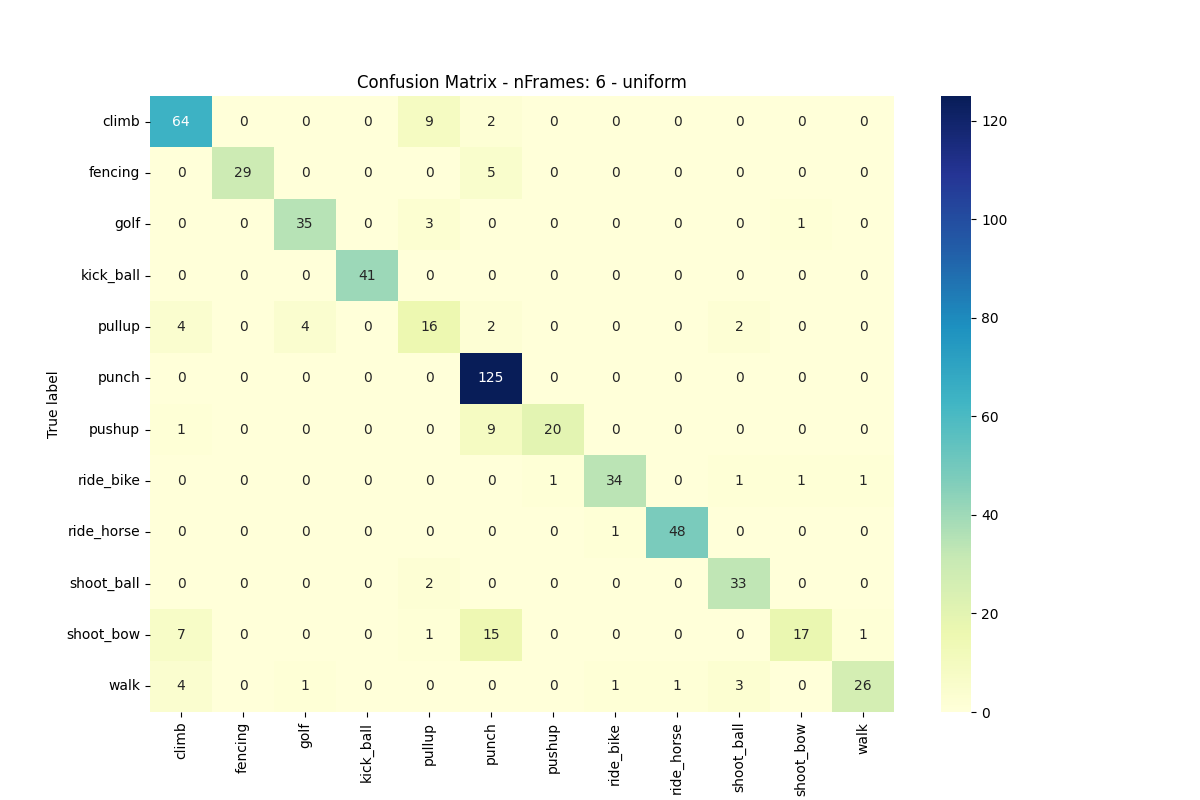 Confusion Matrix - nFrames: 6 - uniform
climb 64 0 0 0 9 2 0 0 0 0 0 0
fencing 0 29 0 0 0 5 0 0 0 0 0 0
golf 0 0 35 0 3 0 0 0 0 0 1 0
kick_ball 0 0 0 41 0 0 0 0 0 0 0 0
pullup 4 0 4 0 16 2 0 0 0 2 0 0
punch 0 0 0 0 0 125 0 0 0 0 0 0
pushup 1 0 0 0 0 9 20 0 0 0 0 0
ride_bike 0 0 0 0 0 0 1 34 0 1 1 1
ride_horse 0 0 0 0 0 0 0 1 48 0 0 0
shoot_ball 0 0 0 0 2 0 0 0 0 33 0 0
shoot_bow 7 0 0 0 1 15 0 0 0 0 17 1
walk 4 0 1 0 0 0 0 1 1 3 0 26
True label
climb fencing golf kick_ball pullup punch pushup ride_bike ride_horse shoot_ball shoot_bow walk
120
100
80
60
40
20
0